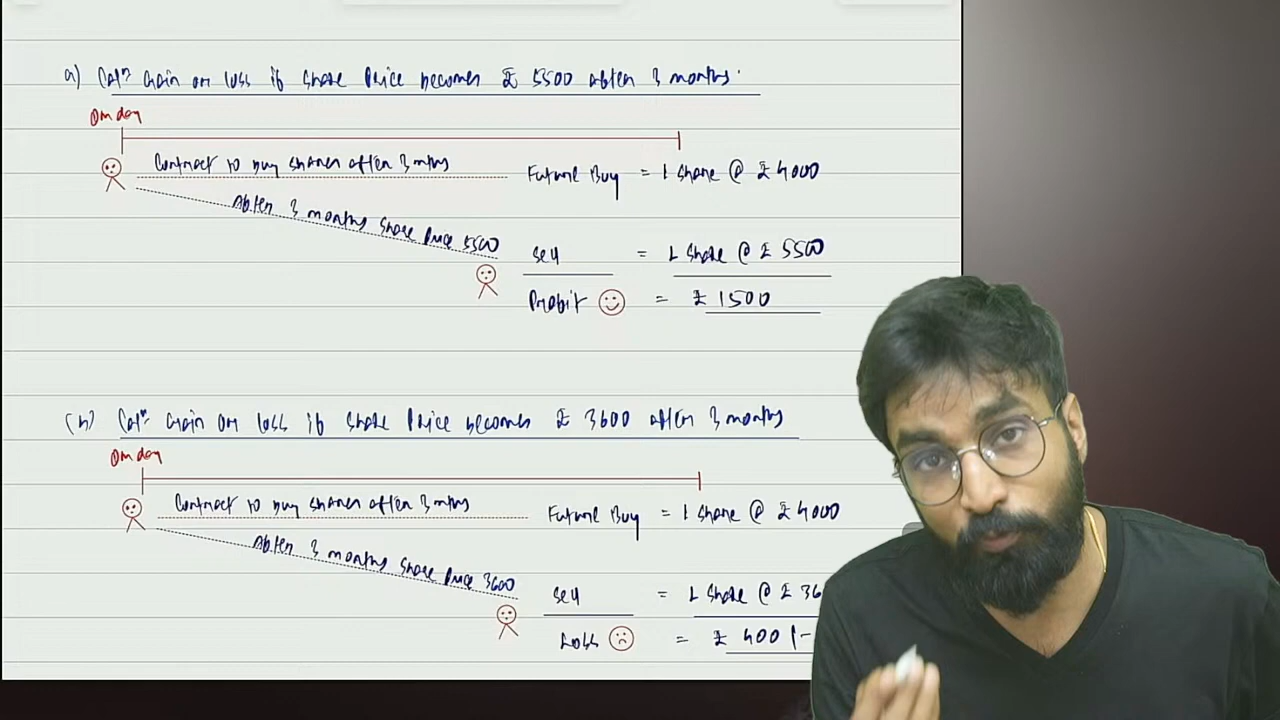 a) Calⁿ Gain or loss if Share Price becomes ₹ 5500 after 3 months.
On day
Contract to buy shares after 3 mths
Future Buy = 1 Share @ ₹ 4000
After 3 months Share Price 5500
Sell = 1 Share @ ₹ 5500
Profit = ₹ 1500
(b) Calⁿ Gain or loss if Share Price becomes ₹ 3600 after 3 months
On day
Contract to buy shares after 3 mths
Future Buy = 1 Share @ ₹ 4000
After 3 months Share Price 3600
Sell = 1 Share @ ₹ 36
Loss = ₹ 400/-